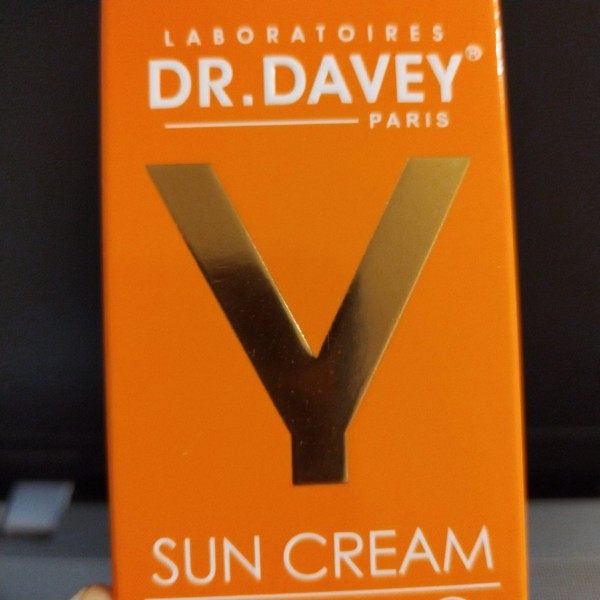 LABORATOIRES
DR.DAVEY®
PARIS
Y
SUN CREAM